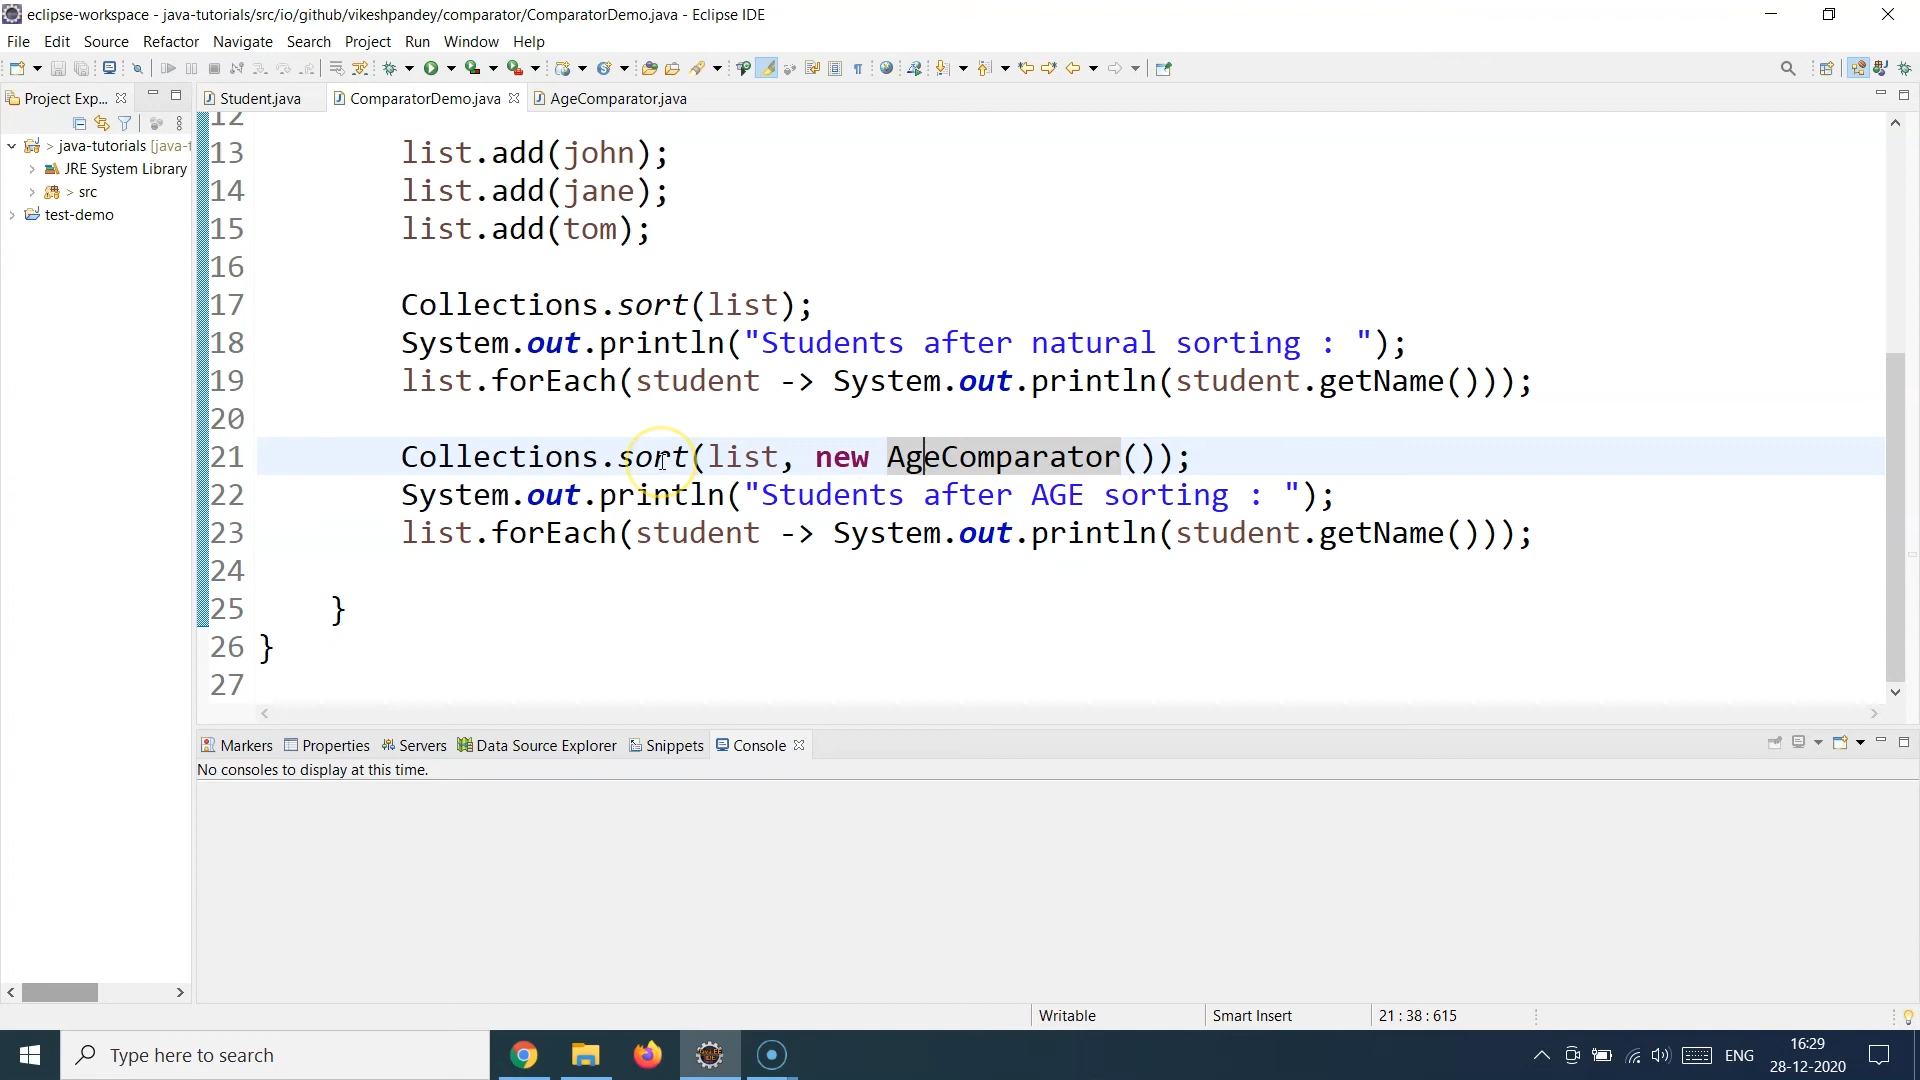 eclipse-workspace - java-tutorials/src/io/github/vikeshpandey/comparator/ComparatorDemo.java - Eclipse IDE
File Edit Source Refactor Navigate Search Project Run Window Help
Project Exp... Student.java ComparatorDemo.java AgeComparator.java
> java-tutorials [java-t
JRE System Library
> src
test-demo
12
13 list.add(john);
14 list.add(jane);
15 list.add(tom);
16
17 Collections.sort(list);
18 System.out.println("Students after natural sorting : ");
19 list.forEach(student -> System.out.println(student.getName()));
20
21 Collections.sort(list, new AgeComparator());
22 System.out.println("Students after AGE sorting : ");
23 list.forEach(student -> System.out.println(student.getName()));
24
25 }
26 }
27
Markers Properties Servers Data Source Explorer Snippets Console
No consoles to display at this time.
Writable Smart Insert 21 : 38 : 615
Type here to search
ENG
16:29
28-12-2020